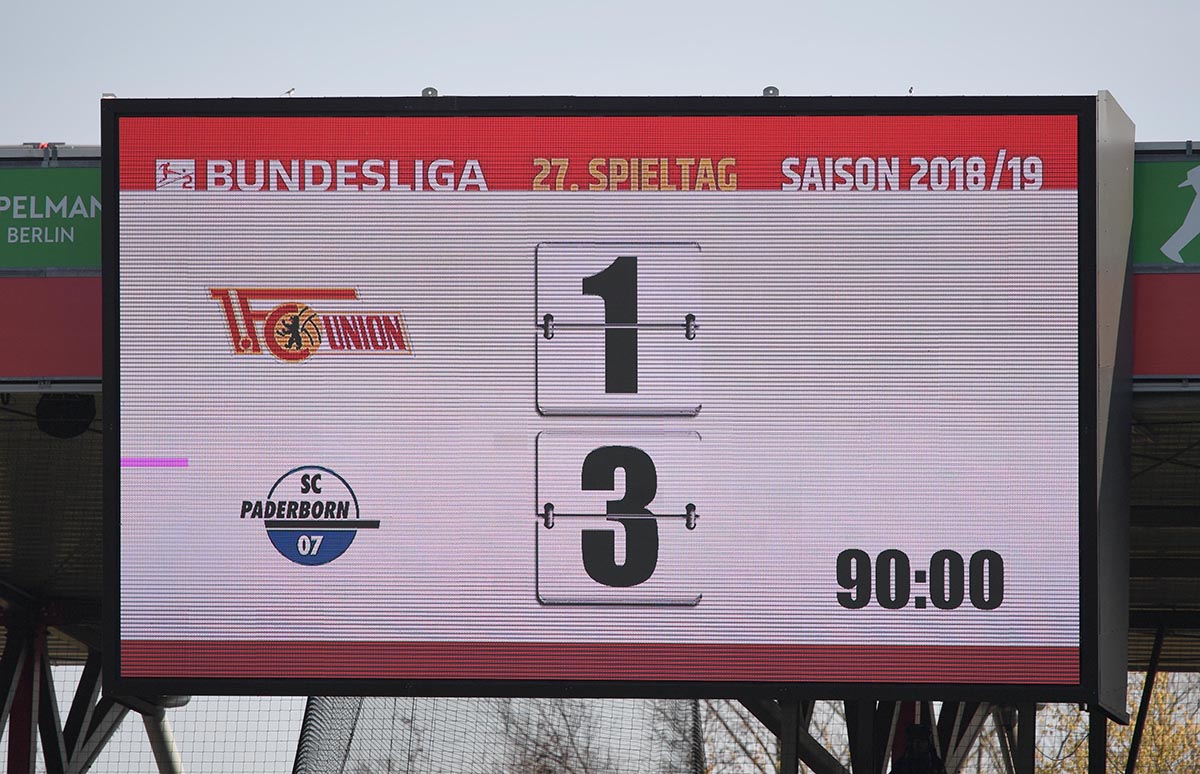 BUNDESLIGA 27. SPIELTAG SAISON 2018/19
PELMAN
BERLIN
1
1.FC UNION
SC
PADERBORN
07
3
90:00